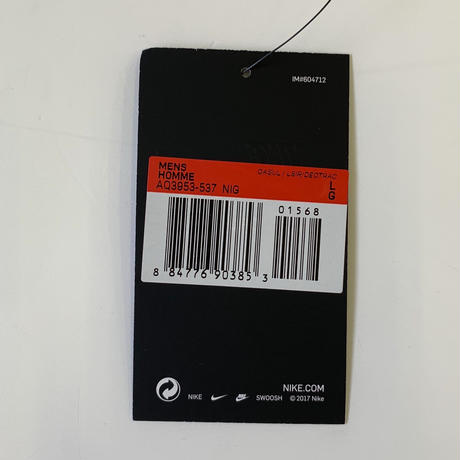 IM#604712
MENS
HOMME
AQ3953-537 NIG
L
G
01568
8 84776 90385 3
NIKE.COM
NIKE SWOOSH © 2017 Nike